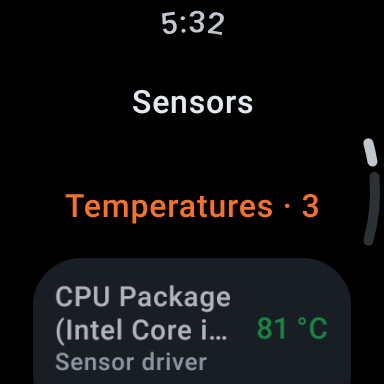 5:32
Sensors
Temperatures · 3
CPU Package
(Intel Core i…
81 °C
Sensor driver